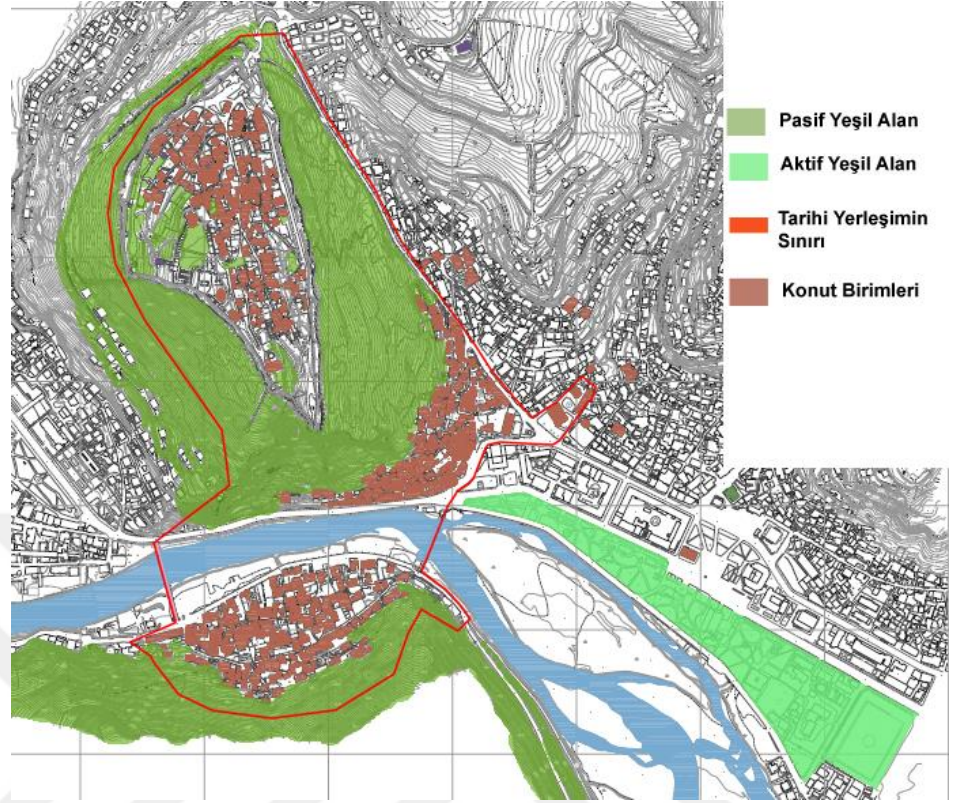 Pasif Yeşil Alan
Aktif Yeşil Alan
Tarihi Yerleşimin
Sınırı
Konut Birimleri